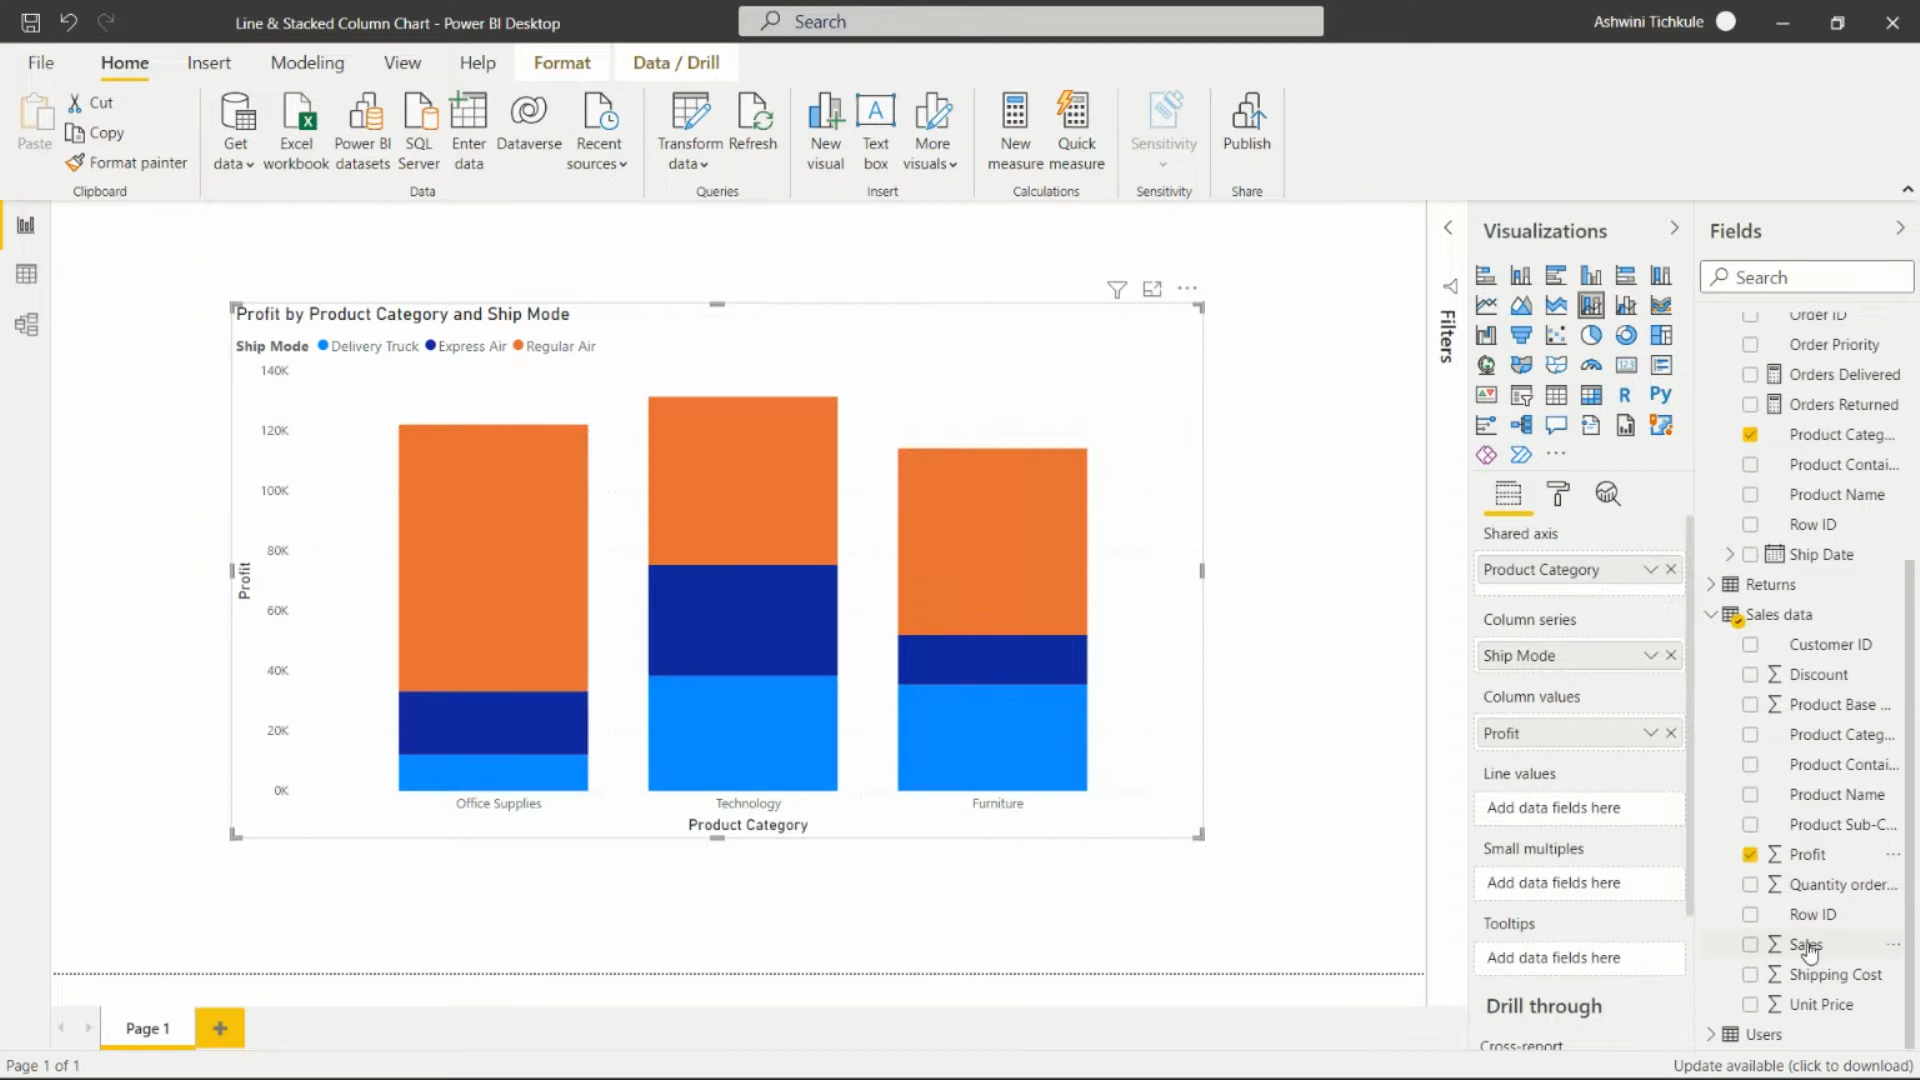 Line & Stacked Column Chart - Power BI Desktop
Search
Ashwini Tichkule
File
Home
Insert
Modeling
View
Help
Format
Data / Drill
Paste
Cut
Copy
Format painter
Clipboard
Get
data
Excel
workbook
Power BI
datasets
SQL
Server
Enter
data
Dataverse
Recent
sources
Data
Transform
data
Refresh
Queries
New
visual
Text
box
More
visuals
Insert
New
measure
Quick
measure
Calculations
Sensitivity
Sensitivity
Publish
Share
Profit by Product Category and Ship Mode
Ship Mode
Delivery Truck
Express Air
Regular Air
140K
120K
100K
80K
60K
40K
20K
0K
Profit
Office Supplies
Technology
Furniture
Product Category
Filters
Visualizations
123
R
Py
Shared axis
Product Category
Column series
Ship Mode
Column values
Profit
Line values
Add data fields here
Small multiples
Add data fields here
Tooltips
Add data fields here
Drill through
Cross-report
Fields
Search
Order ID
Order Priority
Orders Delivered
Orders Returned
Product Categ...
Product Contai...
Product Name
Row ID
Ship Date
Returns
Sales data
Customer ID
Discount
Product Base ...
Product Categ...
Product Contai...
Product Name
Product Sub-C...
Profit
Quantity order...
Row ID
Sales
Shipping Cost
Unit Price
Users
Page 1
Page 1 of 1
Update available (click to download)